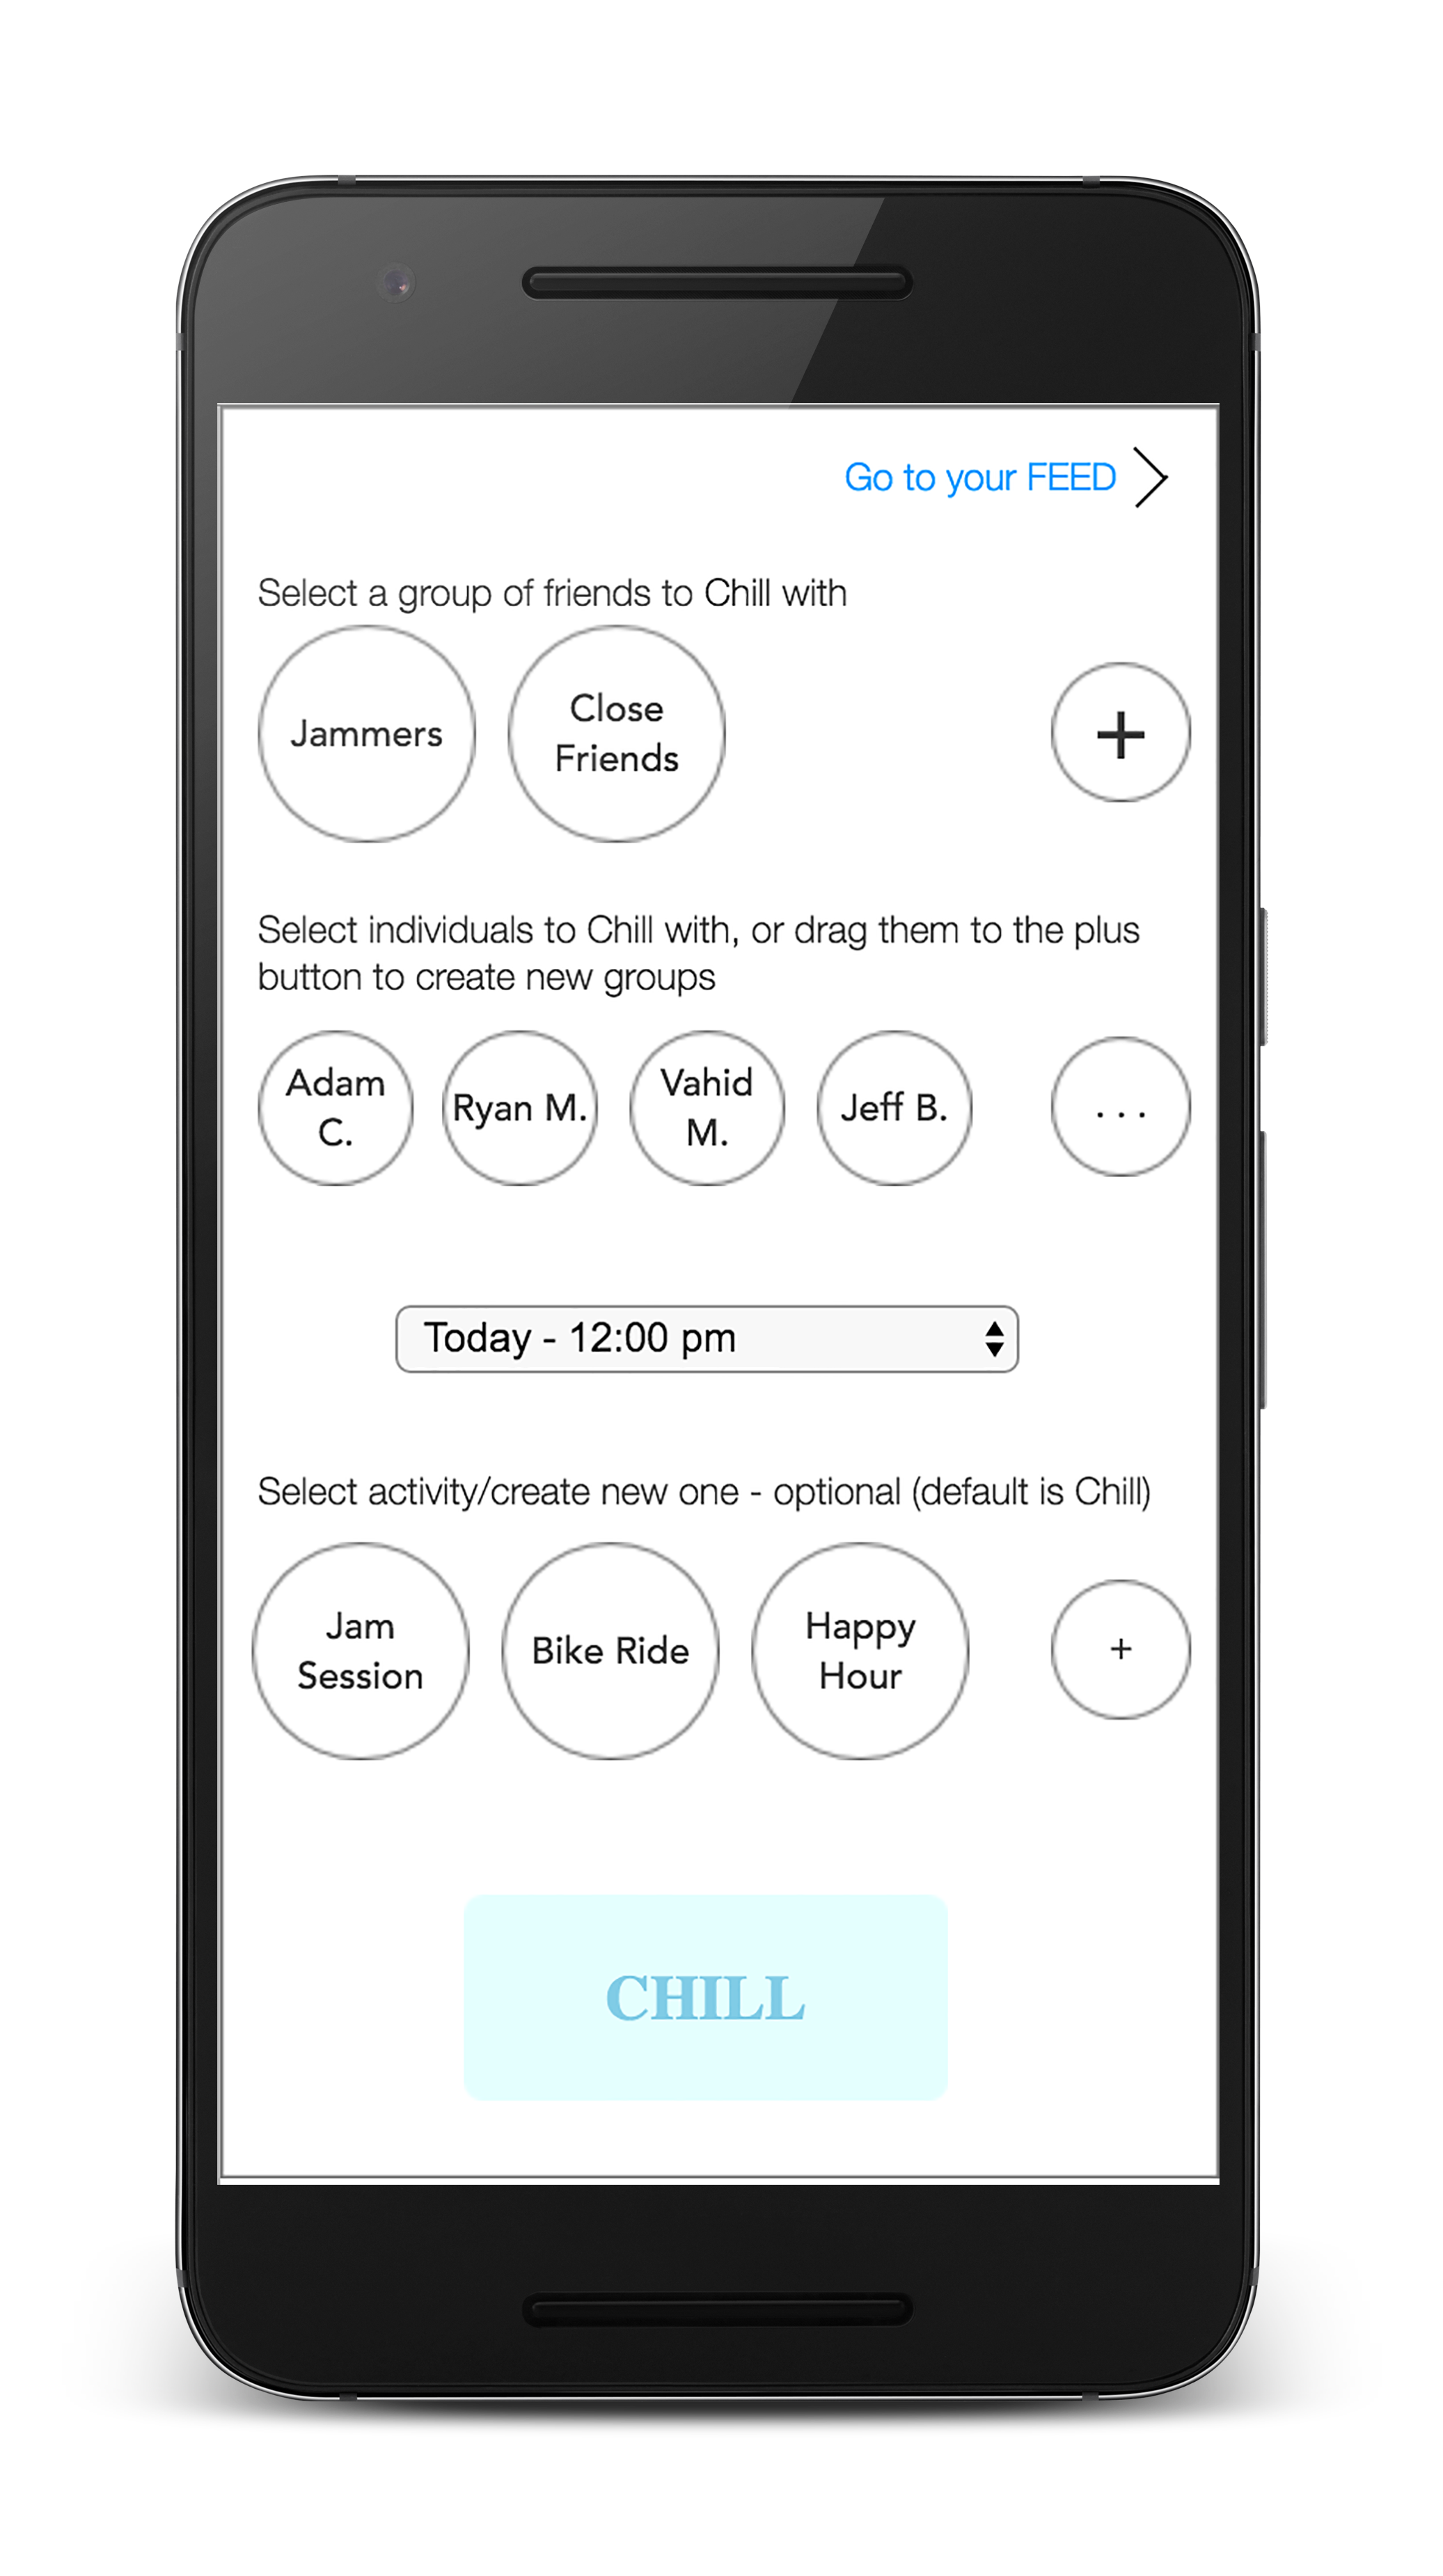 Go to your FEED
Select a group of friends to Chill with
Jammers
Close
Friends
+
Select individuals to Chill with, or drag them to the plus
button to create new groups
Adam
C.
Ryan M.
Vahid
M.
Jeff B.
...
Today - 12:00 pm
Select activity/create new one - optional (default is Chill)
Jam
Session
Bike Ride
Happy
Hour
+
CHILL